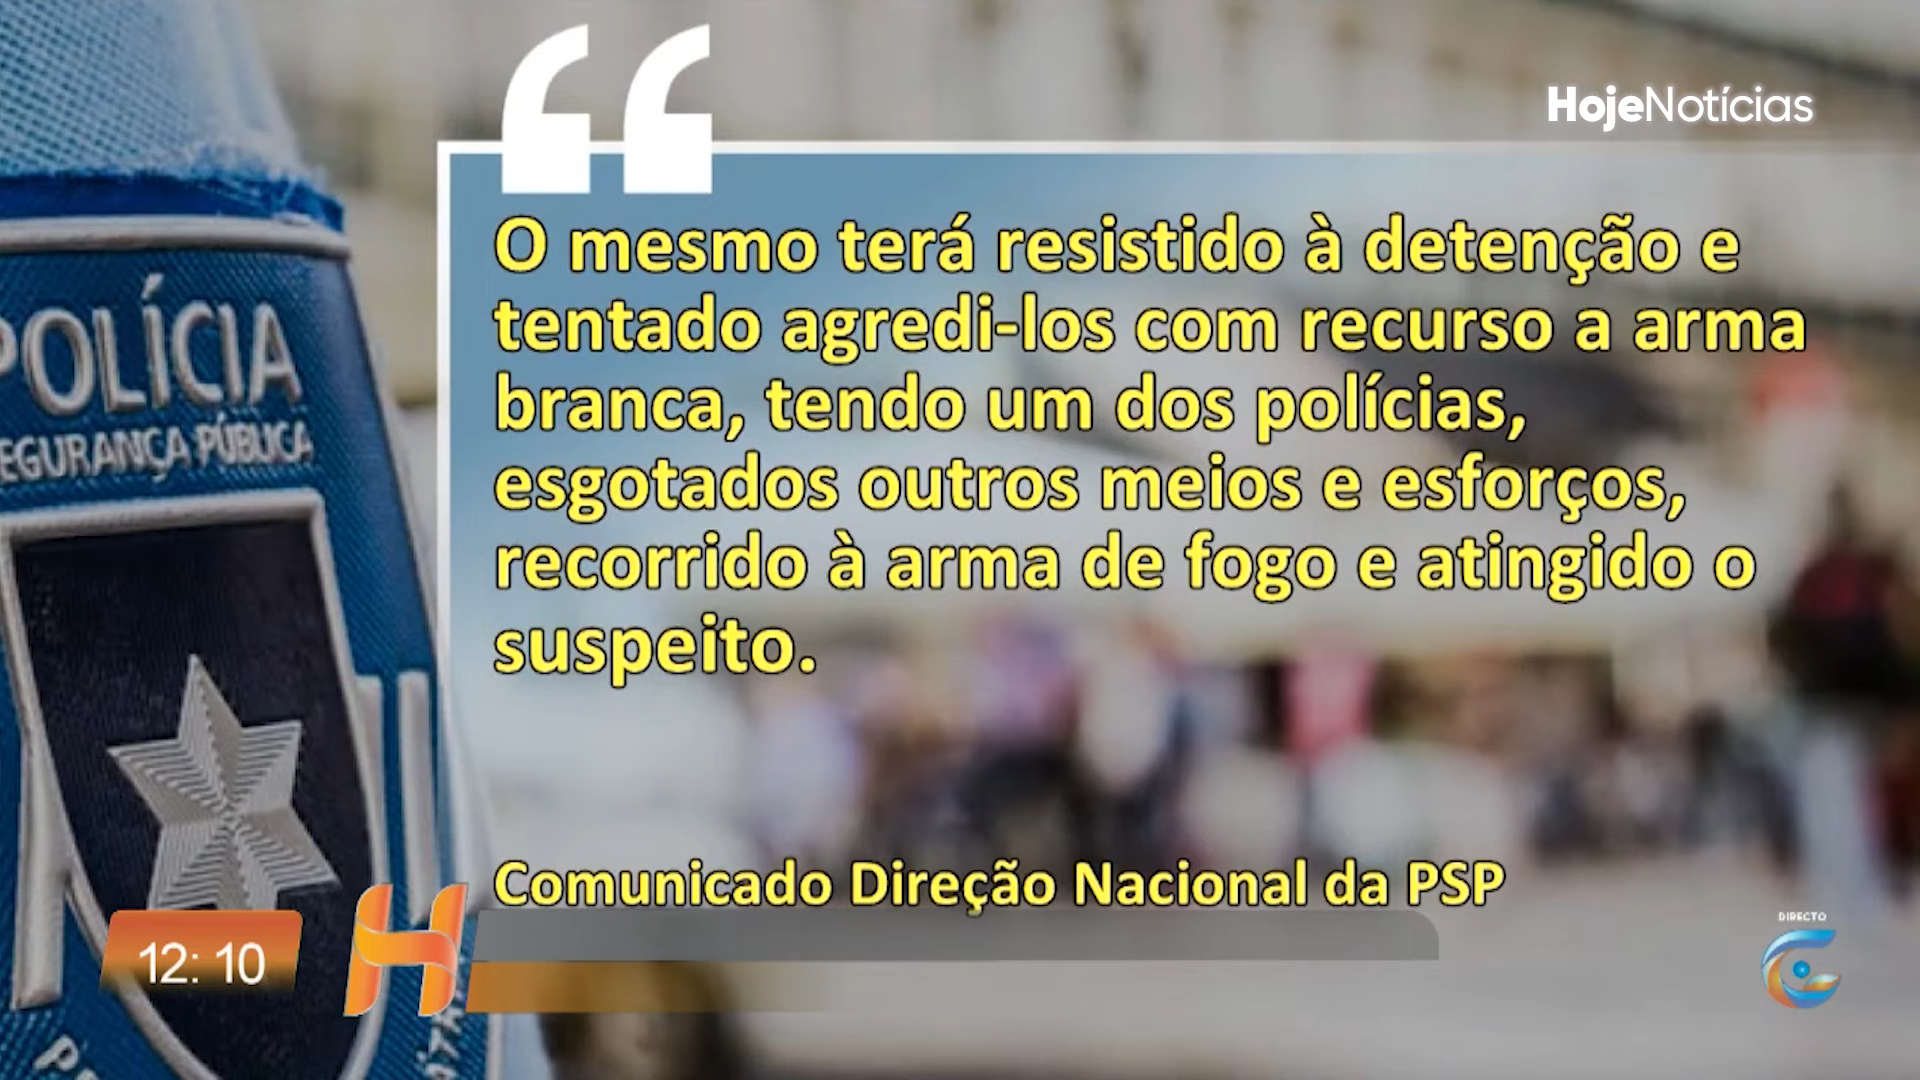 HojeNotícias
O mesmo terá resistido à detenção e
tentado agredi-los com recurso a arma
branca, tendo um dos polícias,
esgotados outros meios e esforços,
recorrido à arma de fogo e atingido o
suspeito.
Comunicado Direção Nacional da PSP
POLÍCIA
SEGURANÇA PÚBLICA
12: 10
DIRECTO